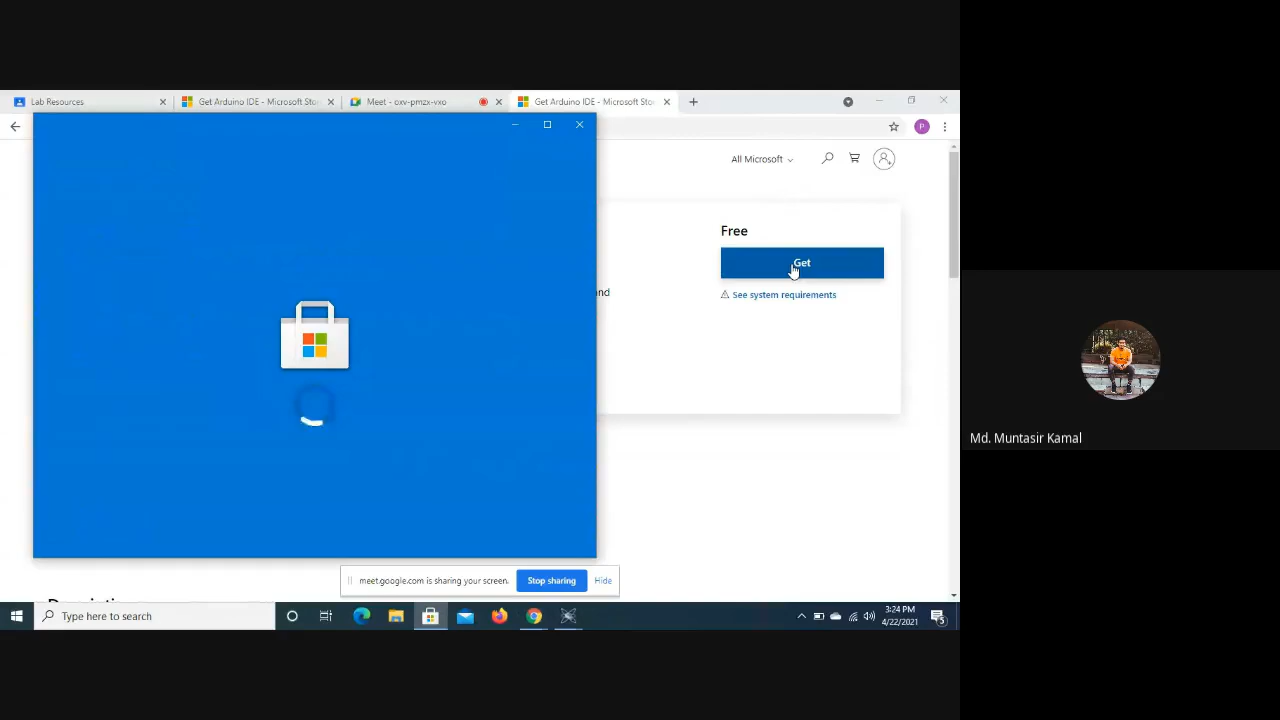 Lab Resources
Get Arduino IDE - Microsoft Sto
Meet - oxv-pmzx-vxo
Get Arduino IDE - Microsoft Sto
P
All Microsoft
Free
Get
and
See system requirements
meet.google.com is sharing your screen.
Stop sharing
Hide
Type here to search
3:24 PM
4/22/2021
5
Md. Muntasir Kamal